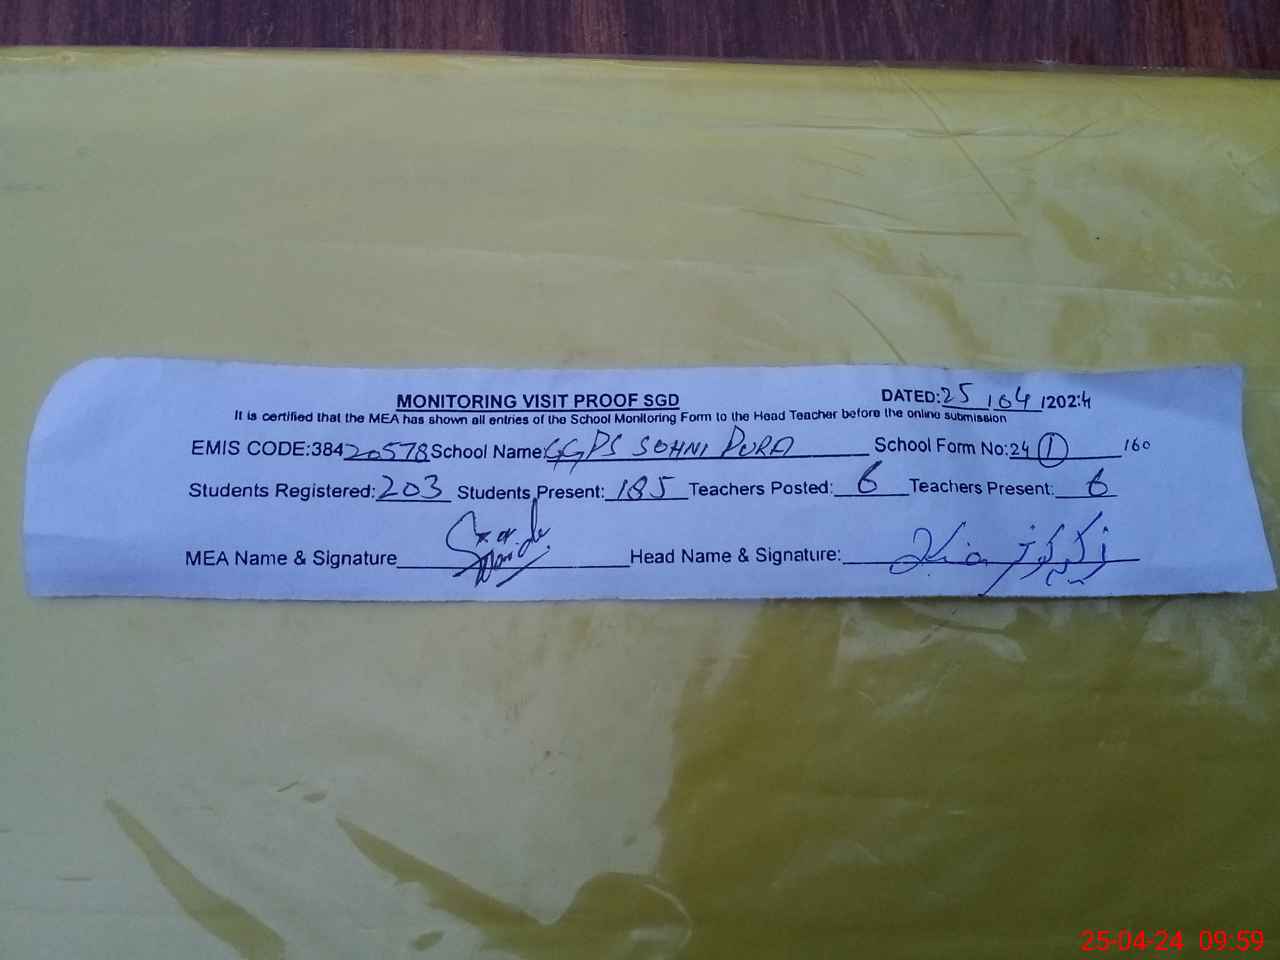 MONITORING VISIT PROOF SGD DATED:25/04/2024
It is certified that the MEA has shown all entries of the School Monitoring Form to the Head Teacher before the online submission
EMIS CODE:38420578 School Name: GGPS SOHNI PURA School Form No:24 1 160
Students Registered: 203 Students Present: 185 Teachers Posted: 6 Teachers Present: 6
MEA Name & Signature Head Name & Signature:
25-04-24 09:59